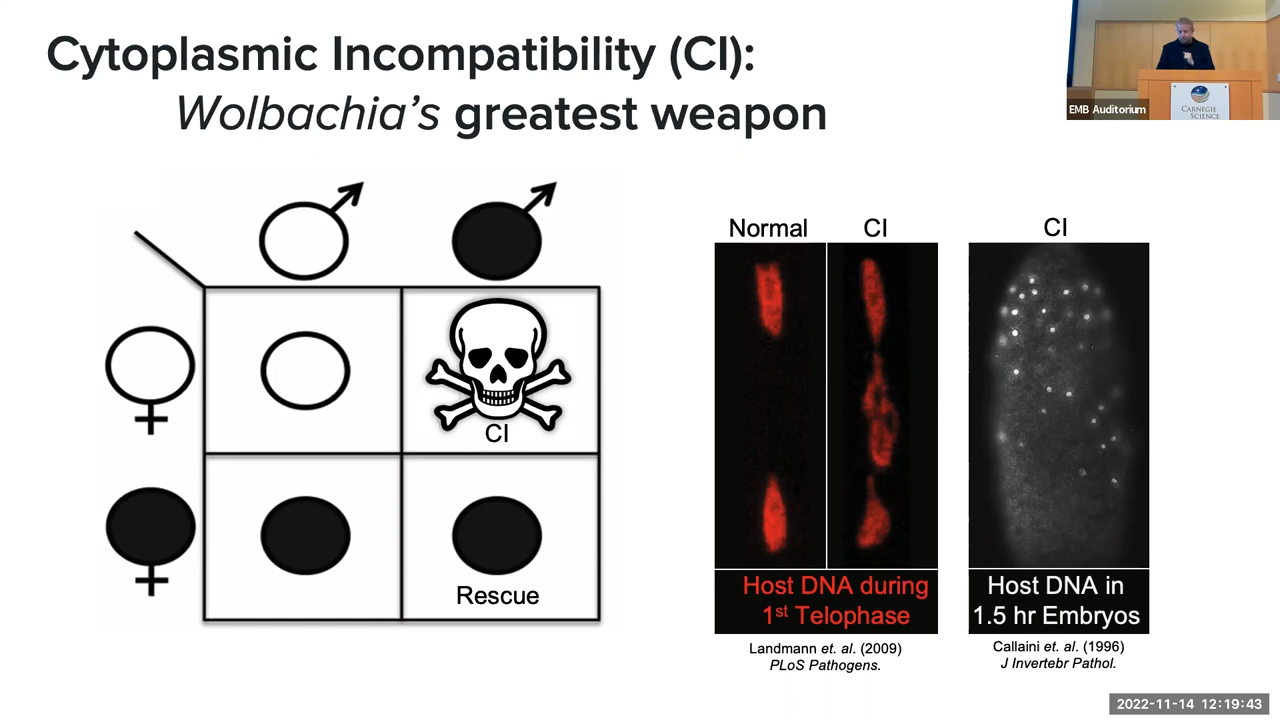 Cytoplasmic Incompatibility (CI):
Wolbachia's greatest weapon
EMB Auditorium
CARNEGIE
SCIENCE
CI
Rescue
Normal
CI
Host DNA during
1st Telophase
Landmann et. al. (2009)
PLoS Pathogens.
CI
Host DNA in
1.5 hr Embryos
Callaini et. al. (1996)
J Invertebr Pathol.
2022-11-14 12:19:43